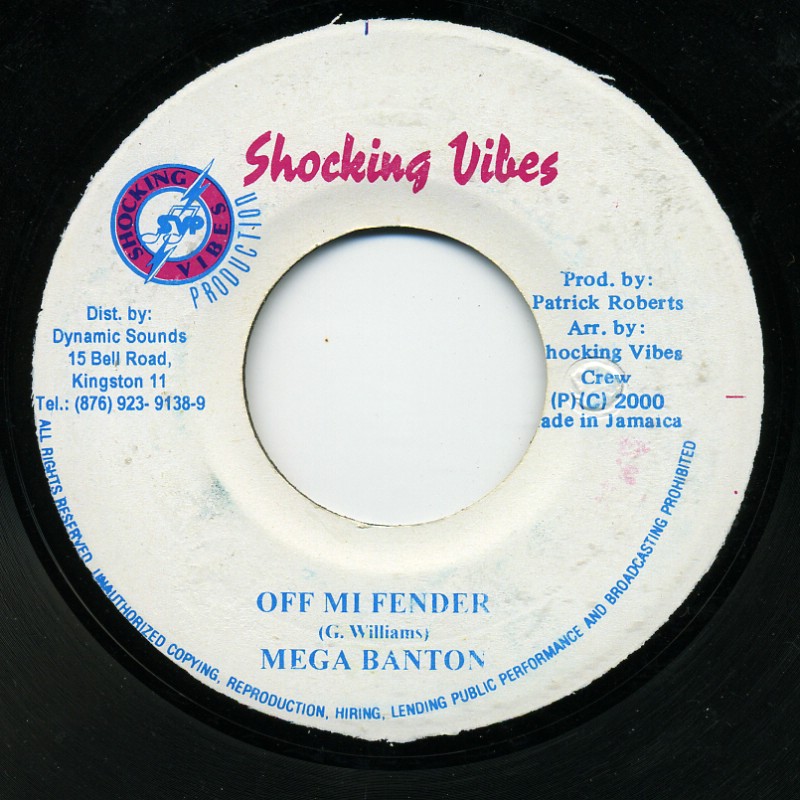 Shocking Vibes
SHOCKING VIBES
SVP
PRODUCTION
Dist. by:
Dynamic Sounds
15 Bell Road,
Kingston 11
Tel.: (876) 923- 9138-9
Prod. by:
Patrick Roberts
Arr. by:
hocking Vibes
Crew
(P)(C) 2000
ade in Jamaica
OFF MI FENDER
(G. Williams)
MEGA BANTON
ALL RIGHTS RESERVED. UNAUTHORIZED COPYING, REPRODUCTION, HIRING, LENDING PUBLIC PERFORMANCE AND BROADCASTING PROHIBITED